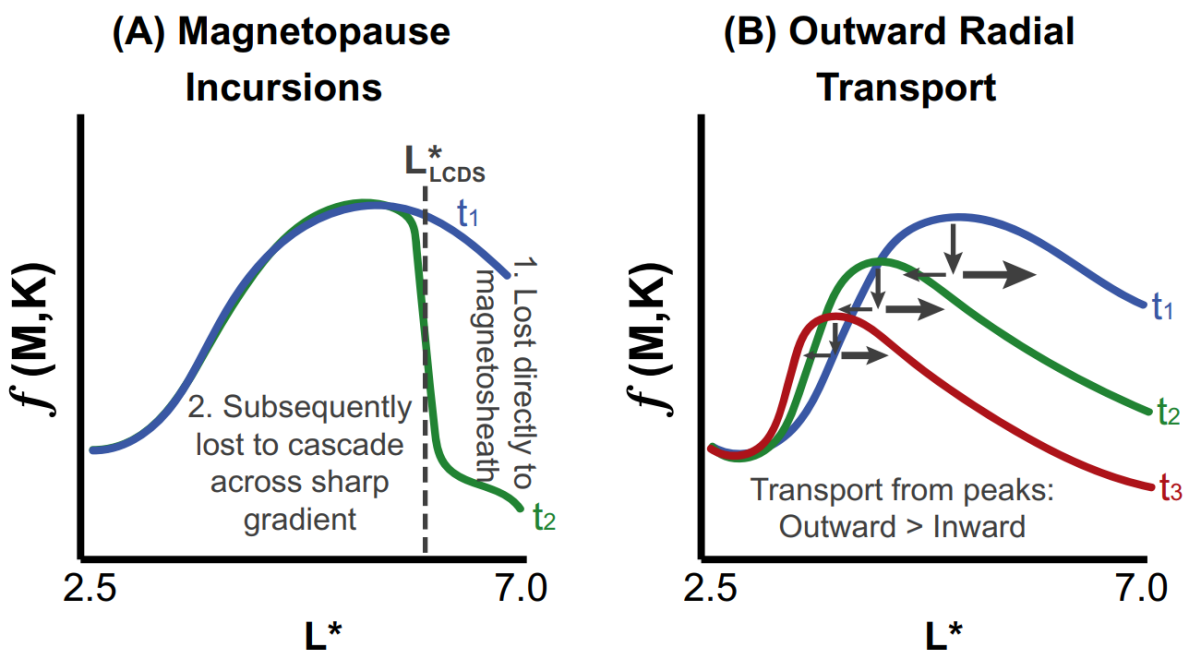 (A) Magnetopause
Incursions
f (M,K)
L*LCDS
t1
1. Lost directly to
magnetosheath
2. Subsequently
lost to cascade
across sharp
gradient
t2
2.5
7.0
L*
(B) Outward Radial
Transport
f (M,K)
t1
t2
t3
Transport from peaks:
Outward > Inward
2.5
7.0
L*